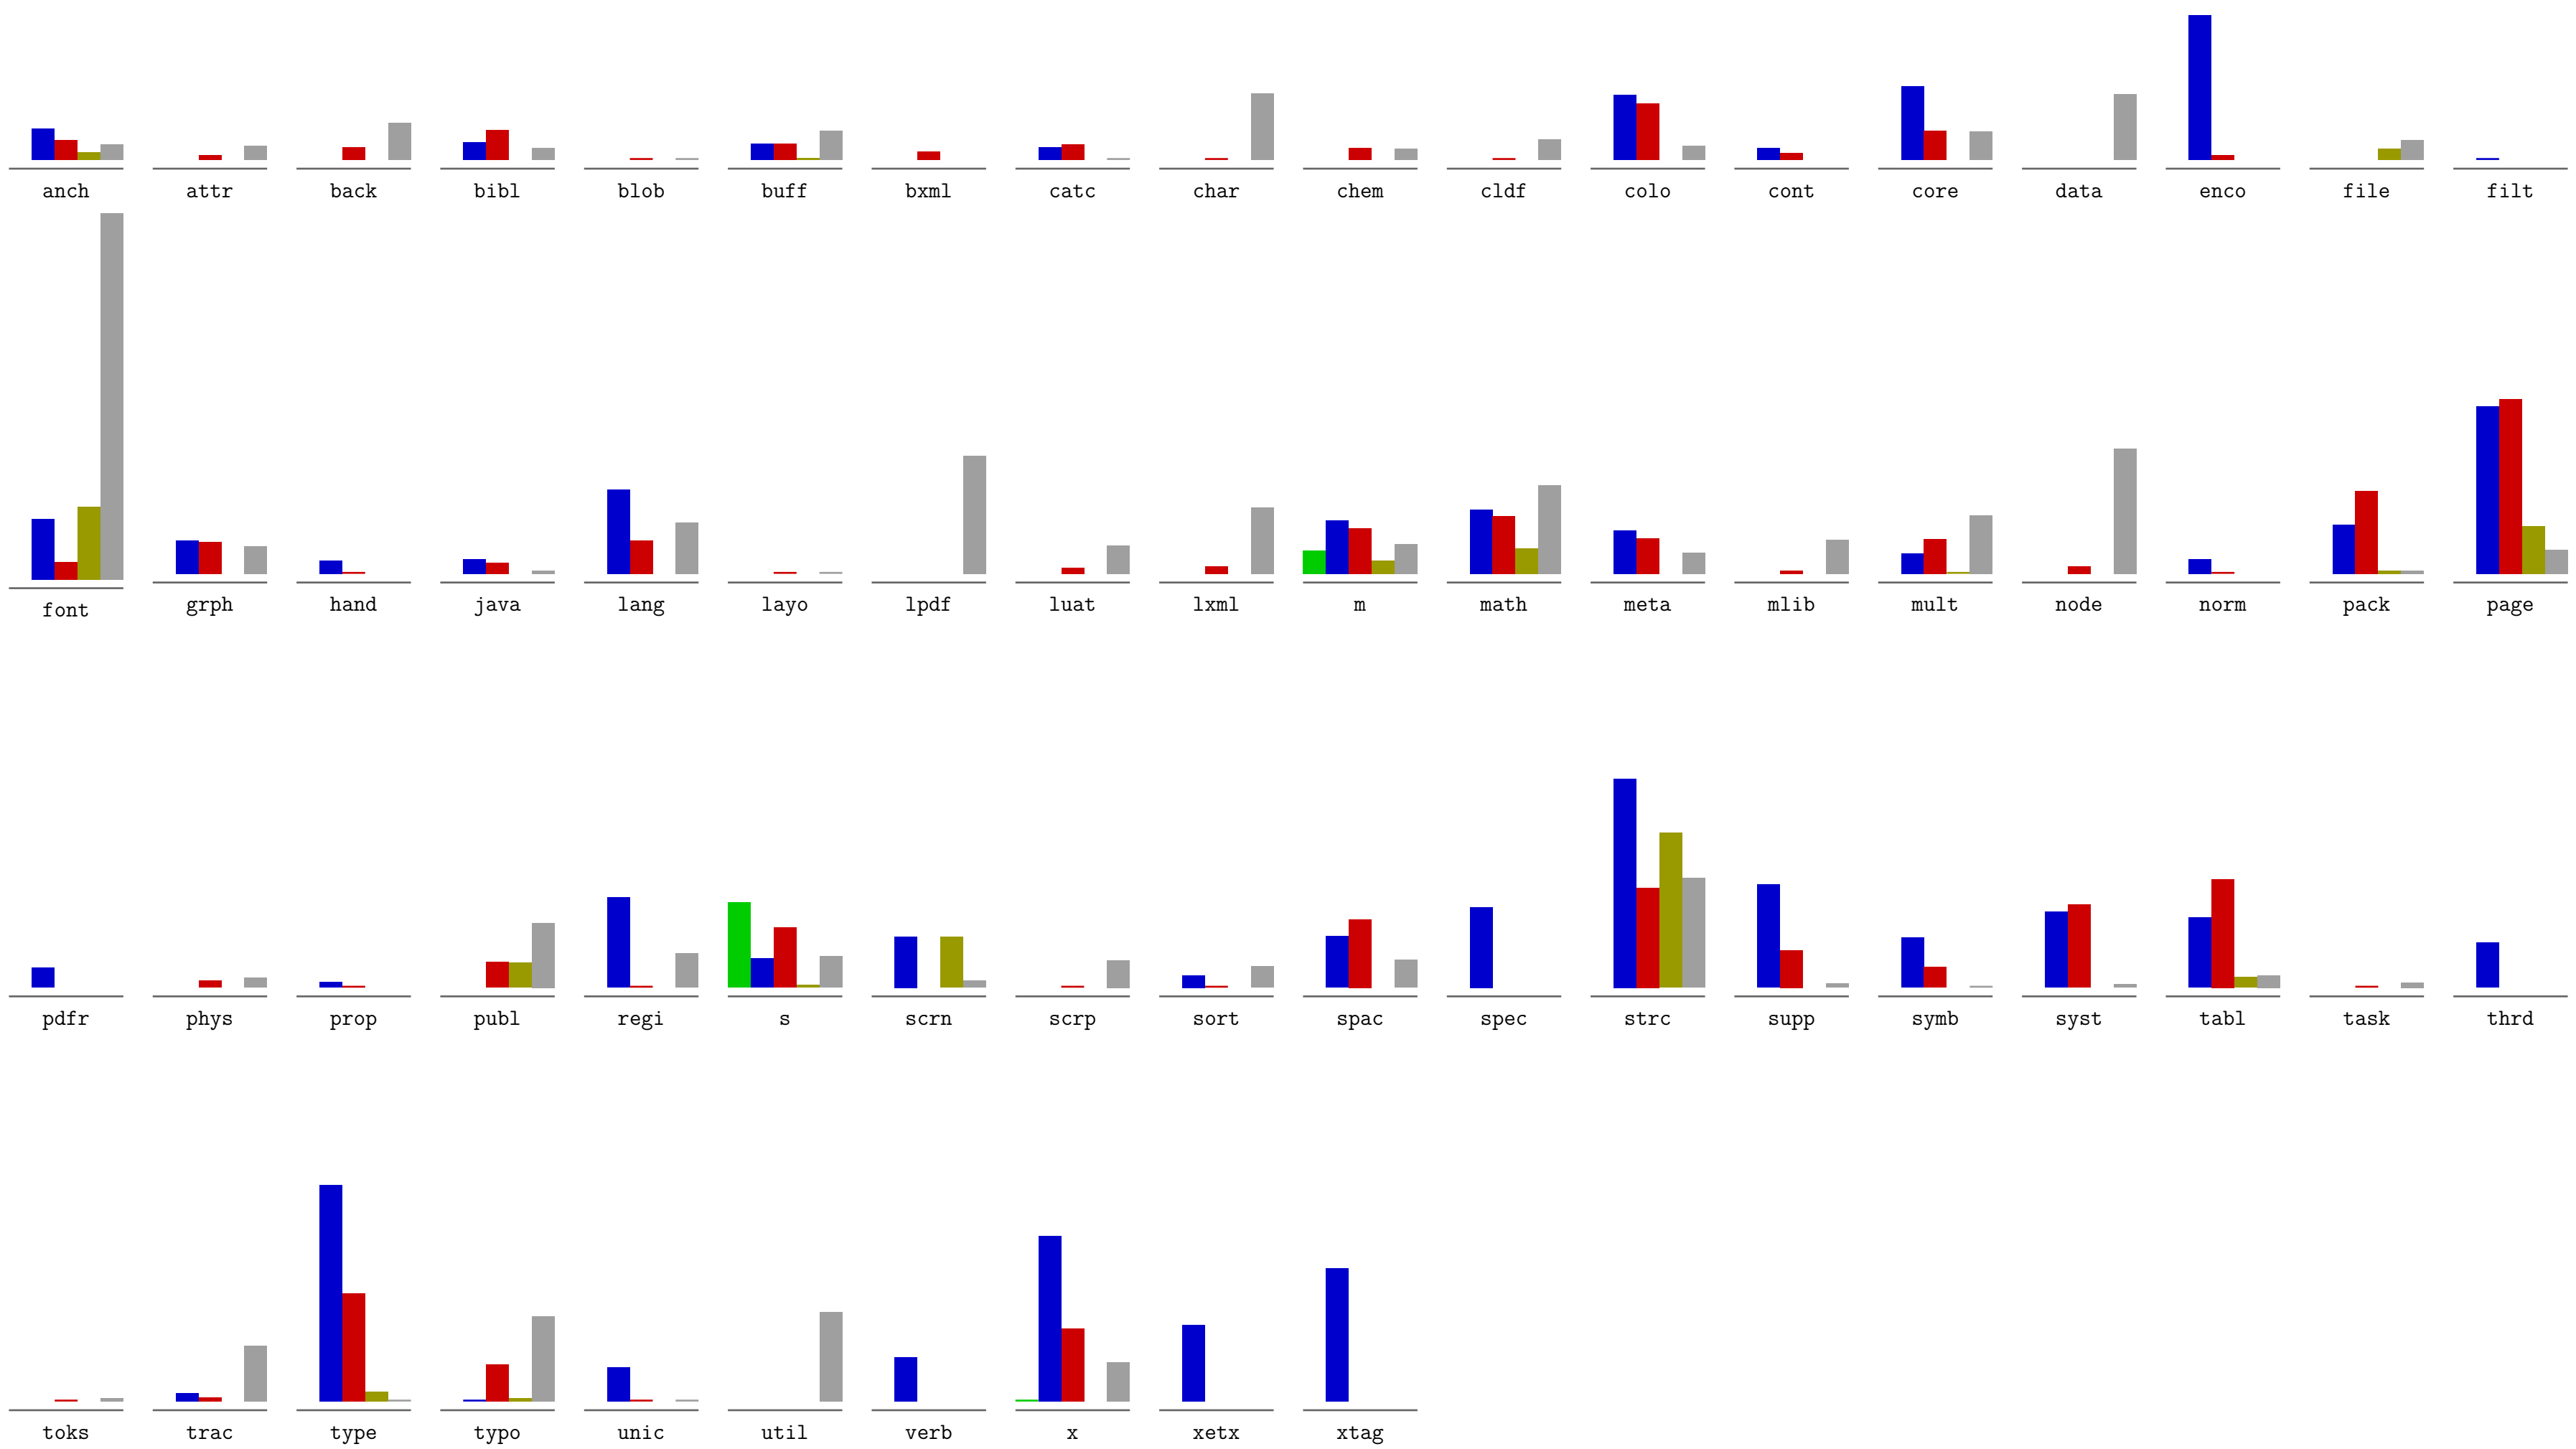 anch attr back bibl blob buff bxml catc char chem cldf colo cont core data enco file filt
font grph hand java lang layo lpdf luat lxml m math meta mlib mult node norm pack page
pdfr phys prop publ regi s scrn scrp sort spac spec strc supp symb syst tabl task thrd
toks trac type typo unic util verb x xetx xtag